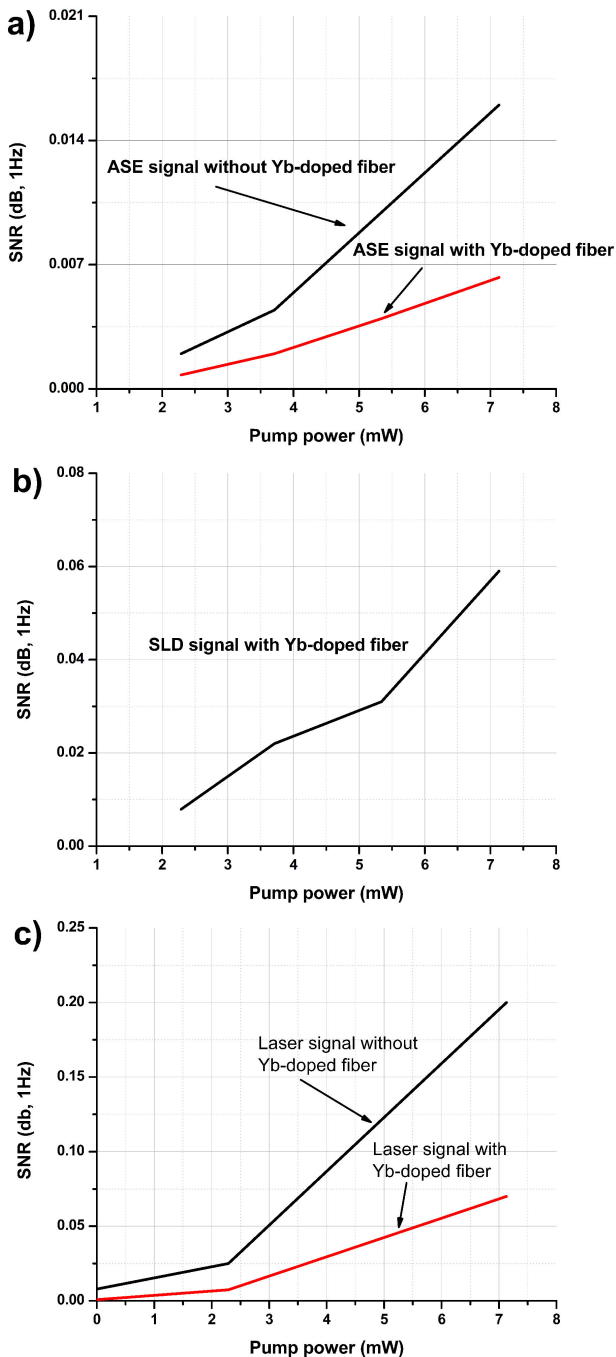 a)
0.021
0.014
0.007
0.000
SNR (dB, 1Hz)
ASE signal without Yb-doped fiber
ASE signal with Yb-doped fiber
1 2 3 4 5 6 7 8
Pump power (mW)
b)
0.08
0.06
0.04
0.02
0.00
SNR (dB, 1Hz)
SLD signal with Yb-doped fiber
1 2 3 4 5 6 7 8
Pump power (mW)
c)
0.25
0.20
0.15
0.10
0.05
0.00
SNR (db, 1Hz)
Laser signal without
Yb-doped fiber
Laser signal with
Yb-doped fiber
0 1 2 3 4 5 6 7 8
Pump power (mW)